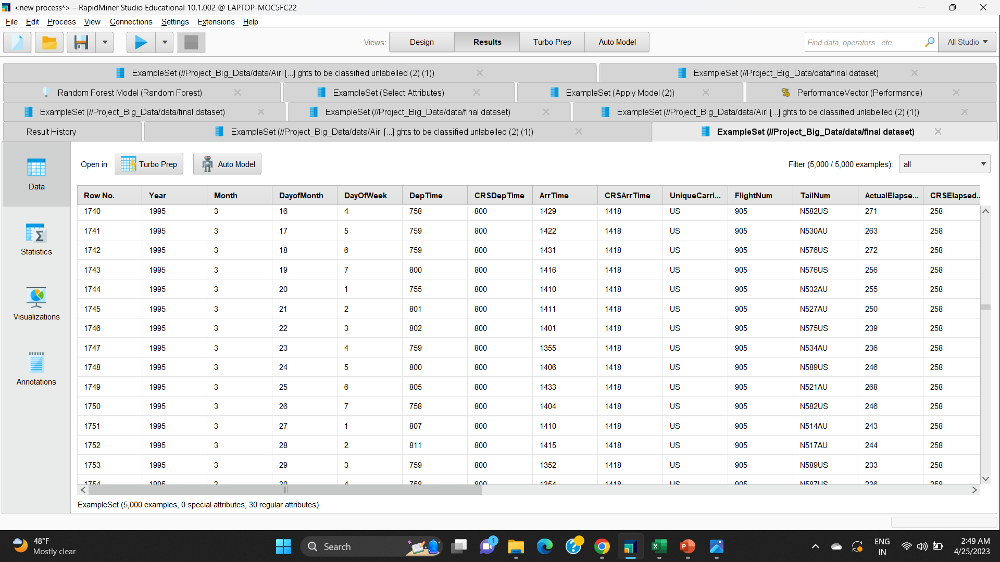 <new process*> – RapidMiner Studio Educational 10.1.002 @ LAPTOP-MOC5FC22
File Edit Process View Connections Settings Extensions Help
Views: Design Results Turbo Prep Auto Model Find data, operators...etc All Studio
ExampleSet (//Project_Big_Data/data/Airl [...] ghts to be classified unlabelled (2) (1)) ExampleSet (//Project_Big_Data/data/final dataset)
Random Forest Model (Random Forest) ExampleSet (Select Attributes) ExampleSet (Apply Model (2)) PerformanceVector (Performance)
ExampleSet (//Project_Big_Data/data/final dataset) ExampleSet (//Project_Big_Data/data/final dataset) ExampleSet (//Project_Big_Data/data/Airl [...] ghts to be classified unlabelled (2) (1))
Result History ExampleSet (//Project_Big_Data/data/Airl [...] ghts to be classified unlabelled (2) (1)) ExampleSet (//Project_Big_Data/data/final dataset)
Open in Turbo Prep Auto Model Filter (5,000 / 5,000 examples): all
Data
Statistics
Visualizations
Annotations
Row No. Year Month DayofMonth DayOfWeek DepTime CRSDepTime ArrTime CRSArrTime UniqueCarri... FlightNum TailNum ActualElapse... CRSElapsed..
1740 1995 3 16 4 758 800 1429 1418 US 905 N582US 271 258
1741 1995 3 17 5 759 800 1422 1418 US 905 N530AU 263 258
1742 1995 3 18 6 759 800 1431 1418 US 905 N576US 272 258
1743 1995 3 19 7 800 800 1416 1418 US 905 N576US 256 258
1744 1995 3 20 1 755 800 1410 1418 US 905 N532AU 255 258
1745 1995 3 21 2 801 800 1411 1418 US 905 N527AU 250 258
1746 1995 3 22 3 802 800 1401 1418 US 905 N575US 239 258
1747 1995 3 23 4 759 800 1355 1418 US 905 N534AU 236 258
1748 1995 3 24 5 800 800 1406 1418 US 905 N589US 246 258
1749 1995 3 25 6 805 800 1433 1418 US 905 N521AU 268 258
1750 1995 3 26 7 758 800 1404 1418 US 905 N582US 246 258
1751 1995 3 27 1 807 800 1410 1418 US 905 N514AU 243 258
1752 1995 3 28 2 811 800 1415 1418 US 905 N517AU 244 258
1753 1995 3 29 3 759 800 1352 1418 US 905 N589US 233 258
1754 1995 3 30 4 758 800 1354 1418 US 905 N587US 236 258
ExampleSet (5,000 examples, 0 special attributes, 30 regular attributes)
48°F
Mostly clear
Search
1
ENG
IN
2:49 AM
4/25/2023